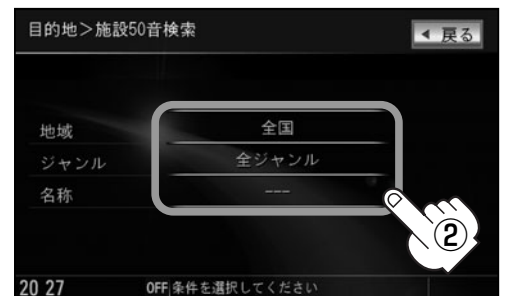 目的地＞施設50音検索
◀ 戻る
地域 全国
ジャンル 全ジャンル
名称 ---
②
20 27 OFF 条件を選択してください